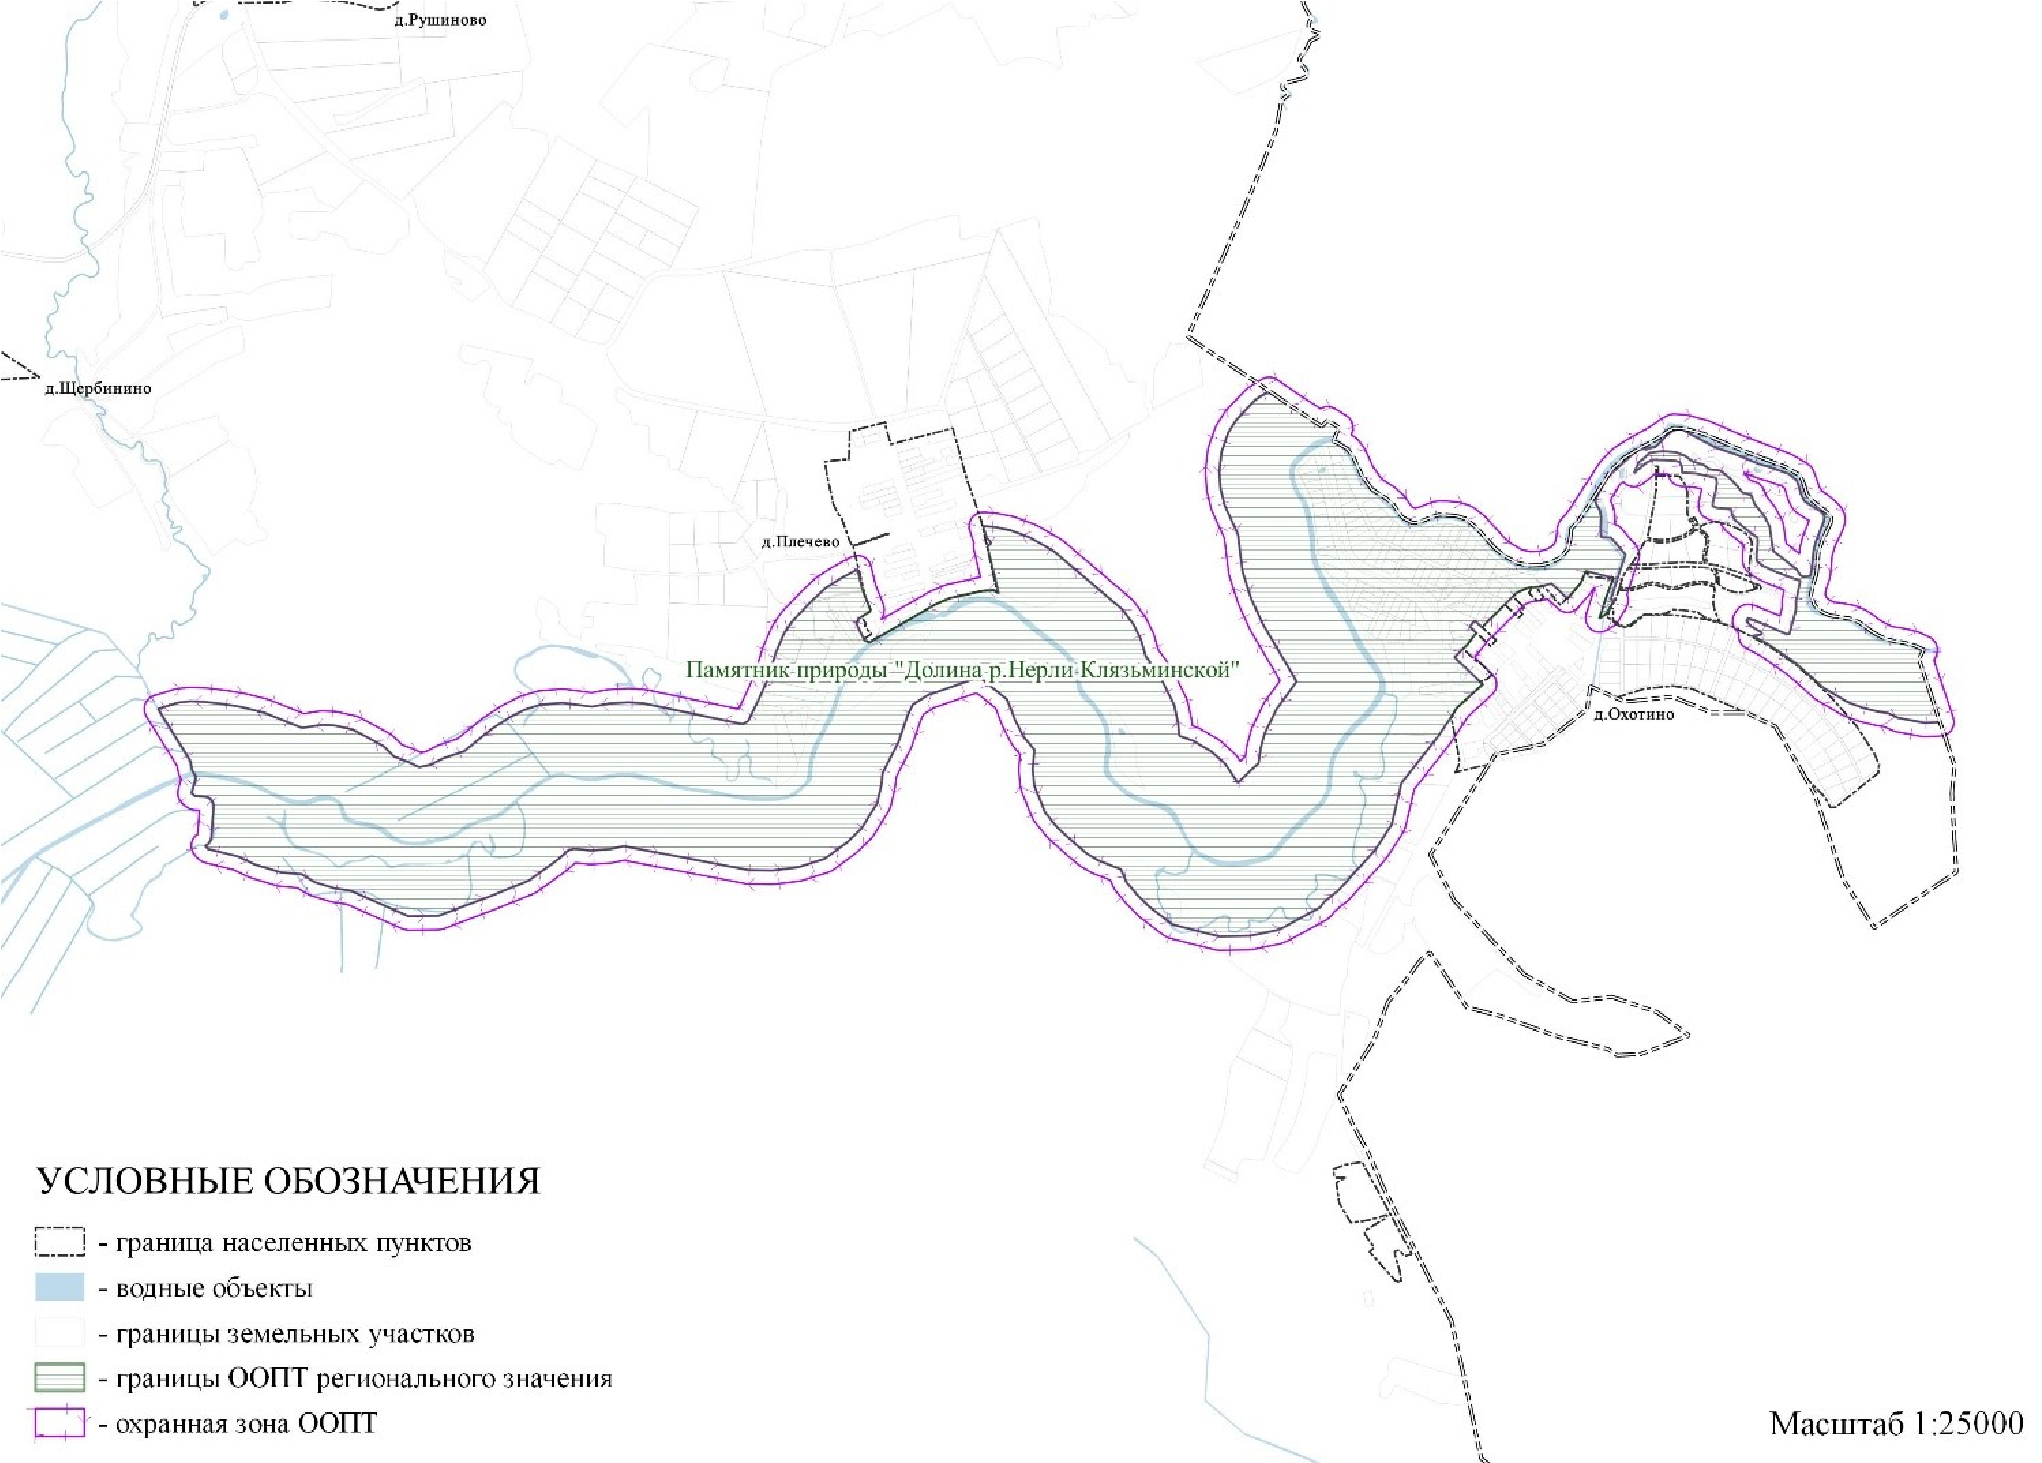 д.Рушиново
д.Щербинино
д.Плечево
Памятник природы "Долина р.Нерли Клязьминской"
д.Охотино
УСЛОВНЫЕ ОБОЗНАЧЕНИЯ
- граница населенных пунктов
- водные объекты
- границы земельных участков
- границы ООПТ регионального значения
- охранная зона ООПТ
Масштаб 1:25000